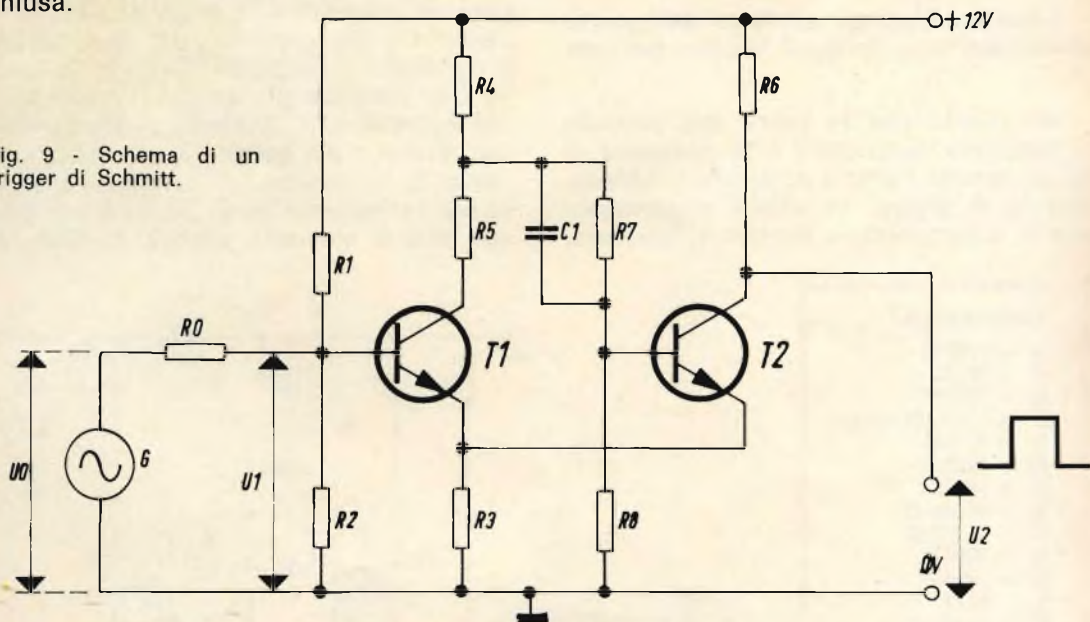 iusa.
ig. 9 - Schema di un
rigger di Schmitt.
+12V
R4
R6
R5
C1
R7
R1
R0
T1
T2
U0
G
U1
R2
R3
R8
U2
0V